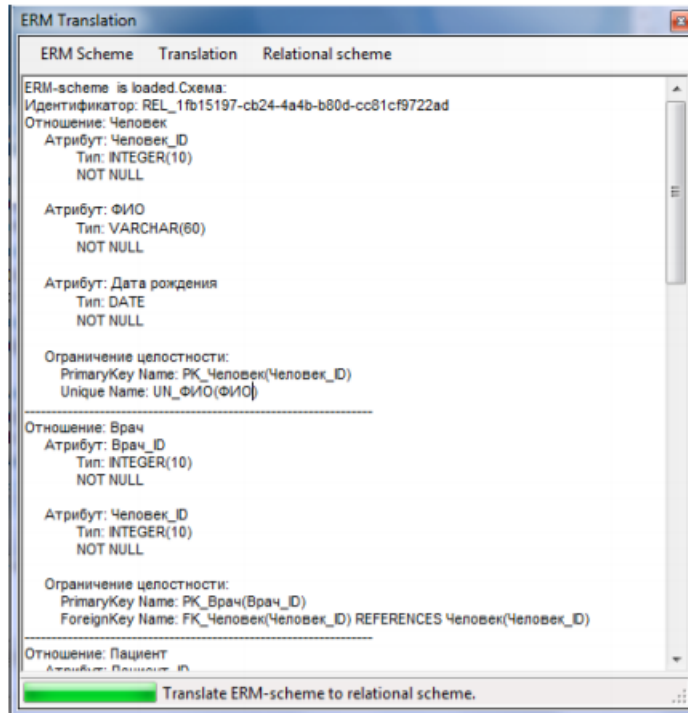 ERM Translation
ERM Scheme Translation Relational scheme
ERM-scheme is loaded.Схема:
Идентификатор: REL_1fb15197-cb24-4a4b-b80d-cc81cf9722ad
Отношение: Человек
Атрибут: Человек_ID
Тип: INTEGER(10)
NOT NULL
Атрибут: ФИО
Тип: VARCHAR(60)
NOT NULL
Атрибут: Дата рождения
Тип: DATE
NOT NULL
Ограничение целостности:
PrimaryKey Name: PK_Человек(Человек_ID)
Unique Name: UN_ФИО(ФИО)
Отношение: Врач
Атрибут: Врач_ID
Тип: INTEGER(10)
NOT NULL
Атрибут: Человек_ID
Тип: INTEGER(10)
NOT NULL
Ограничение целостности:
PrimaryKey Name: PK_Врач(Врач_ID)
ForeignKey Name: FK_Человек(Человек_ID) REFERENCES Человек(Человек_ID)
Отношение: Пациент
Атрибут: Пациент_ID
Translate ERM-scheme to relational scheme.